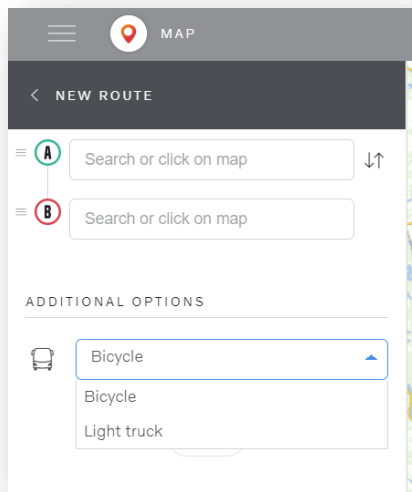 MAP
NEW ROUTE
A
Search or click on map
B
Search or click on map
ADDITIONAL OPTIONS
Bicycle
Bicycle
Light truck